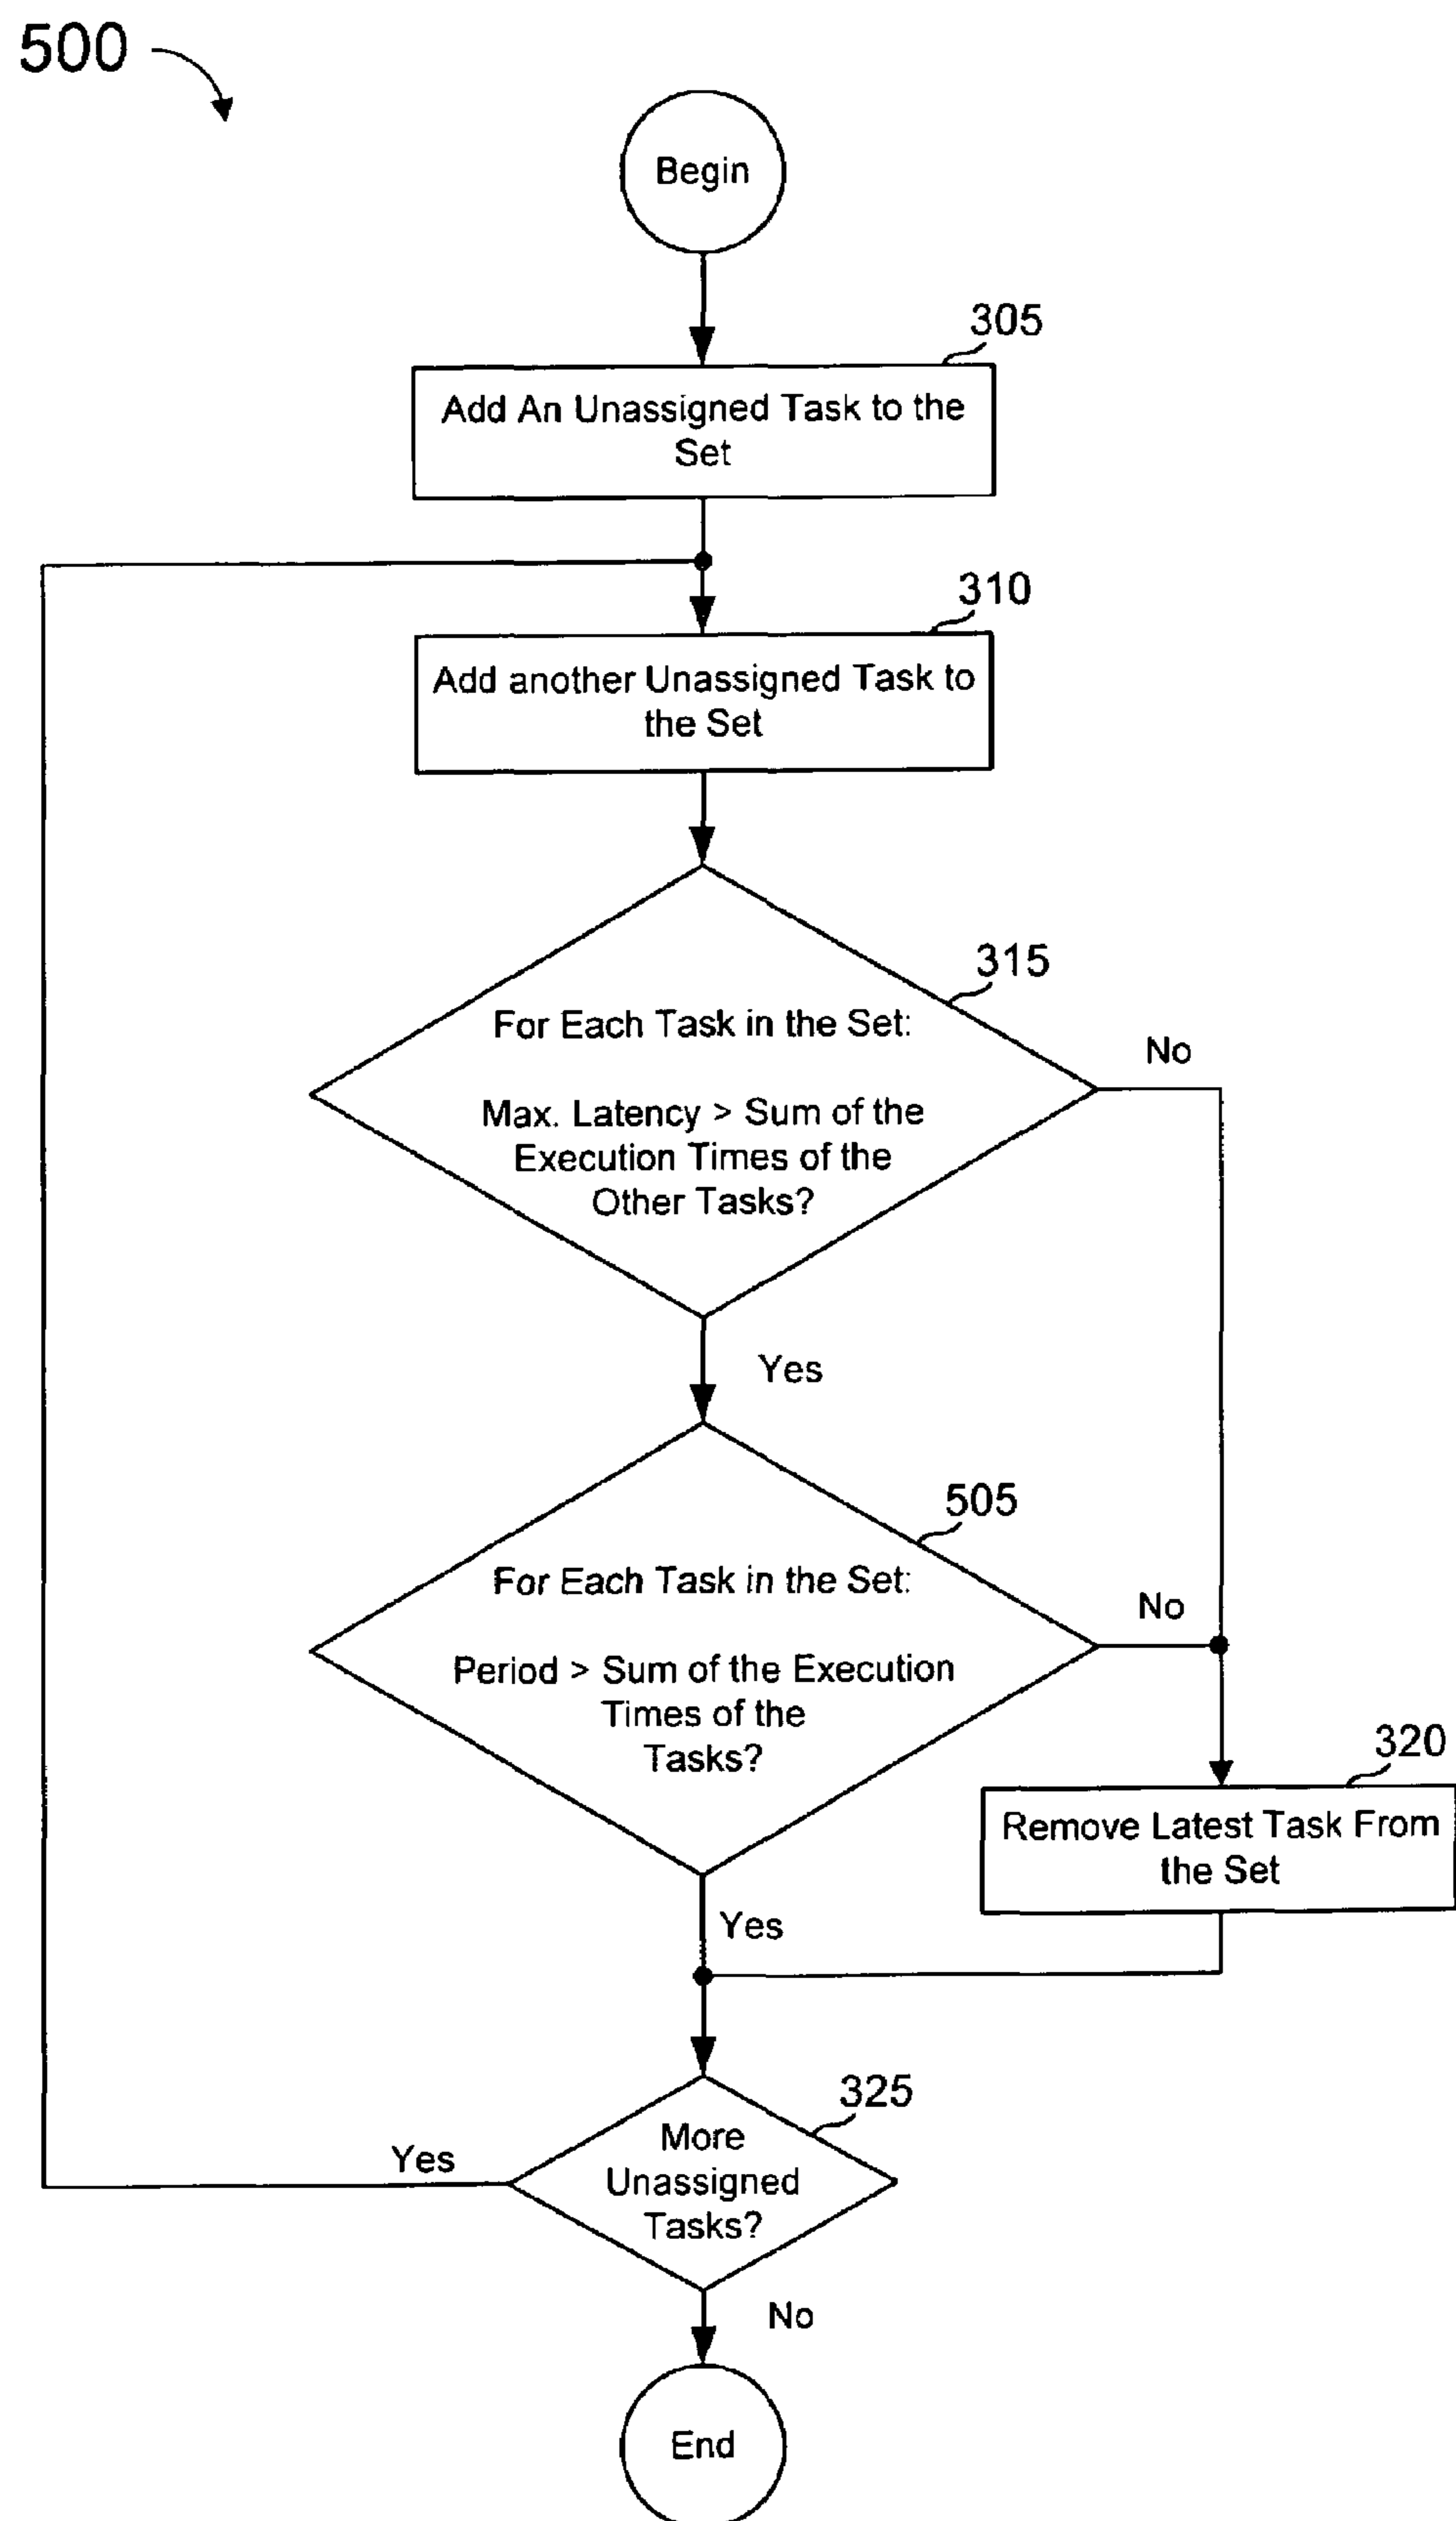 500
Begin
305
Add An Unassigned Task to the
Set
310
Add another Unassigned Task to
the Set
315
For Each Task in the Set:
No
Max. Latency > Sum of the
Execution Times of the
Other Tasks?
Yes
505
For Each Task in the Set:
No
Period > Sum of the Execution
Times of the
Tasks?
320
Remove Latest Task From
the Set
Yes
325
More
Unassigned
Tasks?
Yes
No
End